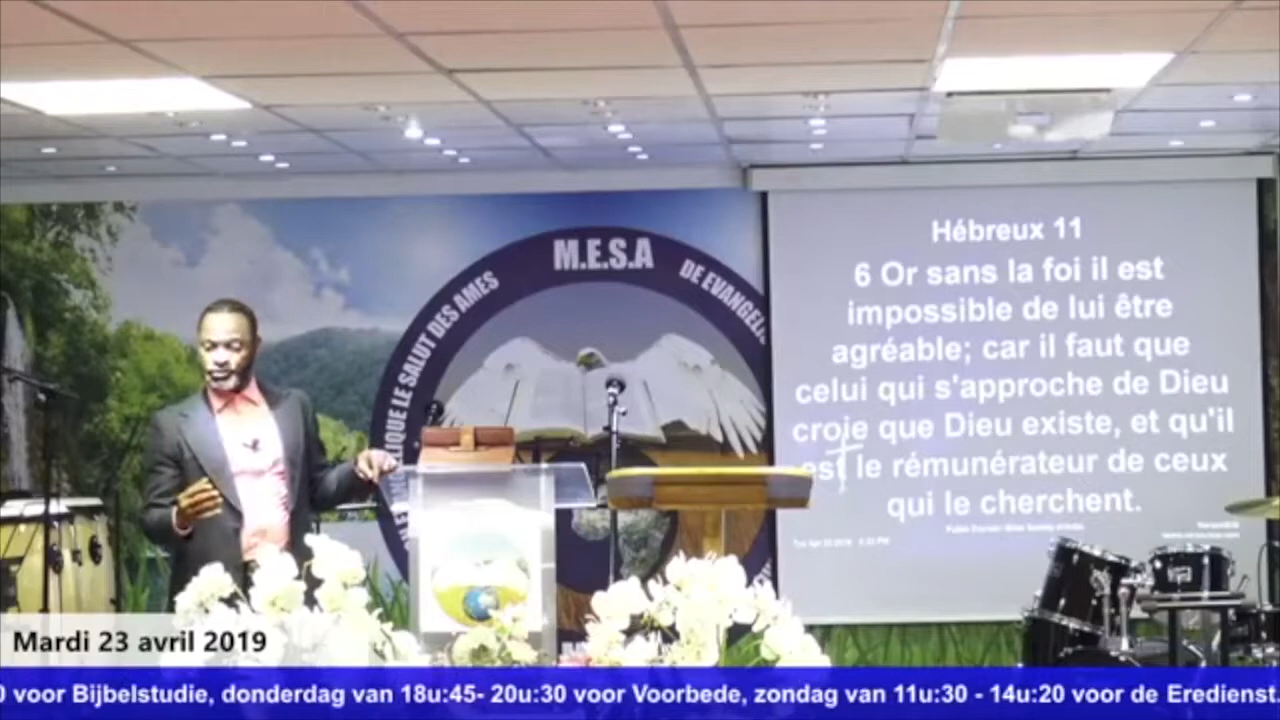 M.E.S.A
LE SALUT DES AMES
DE EVANGELI
Hébreux 11
6 Or sans la foi il est
impossible de lui être
agréable; car il faut que
celui qui s'approche de Dieu
croie que Dieu existe, et qu'il
est le rémunérateur de ceux
qui le cherchent.
Mardi 23 avril 2019
0 voor Bijbelstudie, donderdag van 18u:45- 20u:30 voor Voorbede, zondag van 11u:30 - 14u:20 voor de Eredienst.